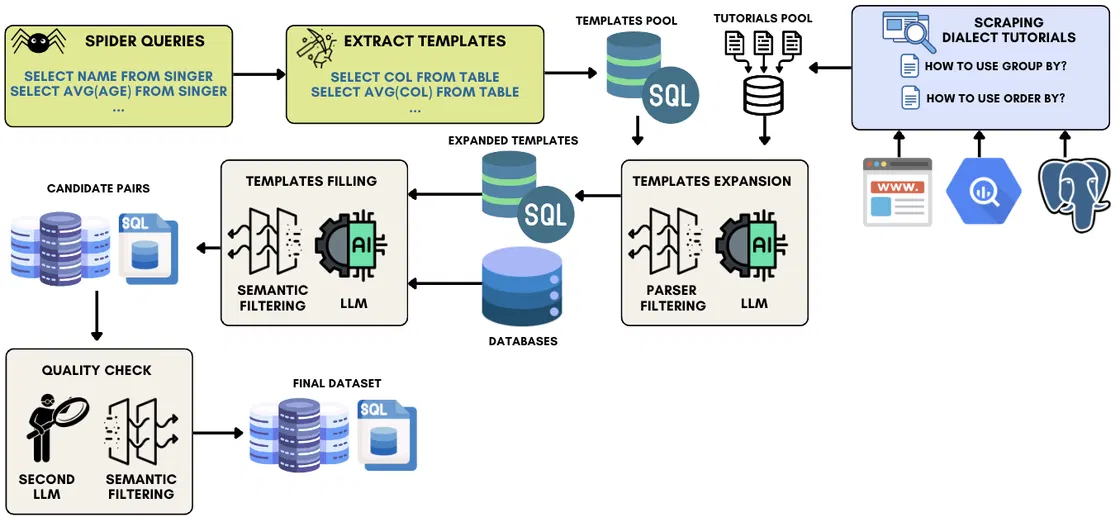 SPIDER QUERIES
SELECT NAME FROM SINGER
SELECT AVG(AGE) FROM SINGER
...
EXTRACT TEMPLATES
SELECT COL FROM TABLE
SELECT AVG(COL) FROM TABLE
...
TEMPLATES POOL
SQL
TUTORIALS POOL
SCRAPING
DIALECT TUTORIALS
HOW TO USE GROUP BY?
HOW TO USE ORDER BY?
WWW.
TEMPLATES EXPANSION
PARSER
FILTERING
AI
LLM
EXPANDED TEMPLATES
SQL
DATABASES
TEMPLATES FILLING
SEMANTIC
FILTERING
AI
LLM
CANDIDATE PAIRS
SQL
QUALITY CHECK
SECOND
LLM
SEMANTIC
FILTERING
FINAL DATASET
SQL